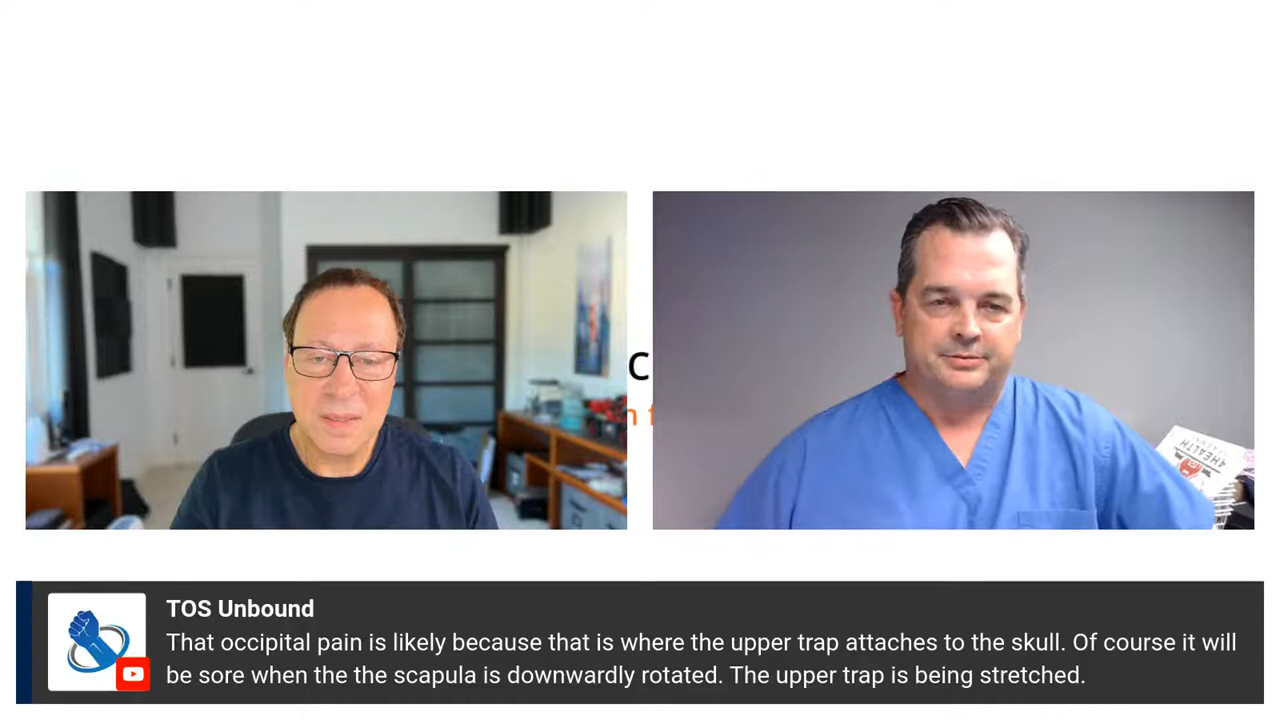 C
n f
4HEALTH
TOS Unbound
That occipital pain is likely because that is where the upper trap attaches to the skull. Of course it will
be sore when the the scapula is downwardly rotated. The upper trap is being stretched.